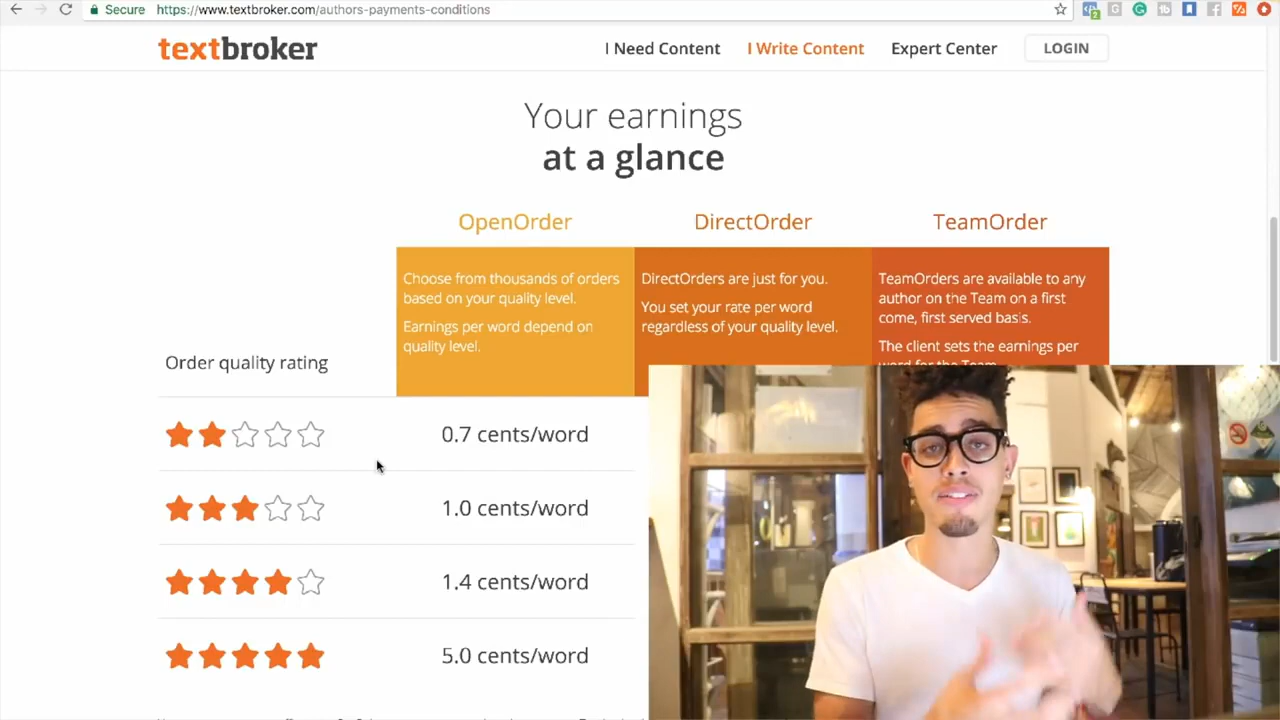 Secure
https://www.textbroker.com/authors-payments-conditions
textbroker
I Need Content
I Write Content
Expert Center
LOGIN
Your earnings
at a glance
OpenOrder
DirectOrder
TeamOrder
Choose from thousands of orders
based on your quality level.
Earnings per word depend on
quality level.
DirectOrders are just for you.
You set your rate per word
regardless of your quality level.
TeamOrders are available to any
author on the Team on a first
come, first served basis.
The client sets the earnings per
word for the Team.
Order quality rating
0.7 cents/word
1.0 cents/word
1.4 cents/word
5.0 cents/word